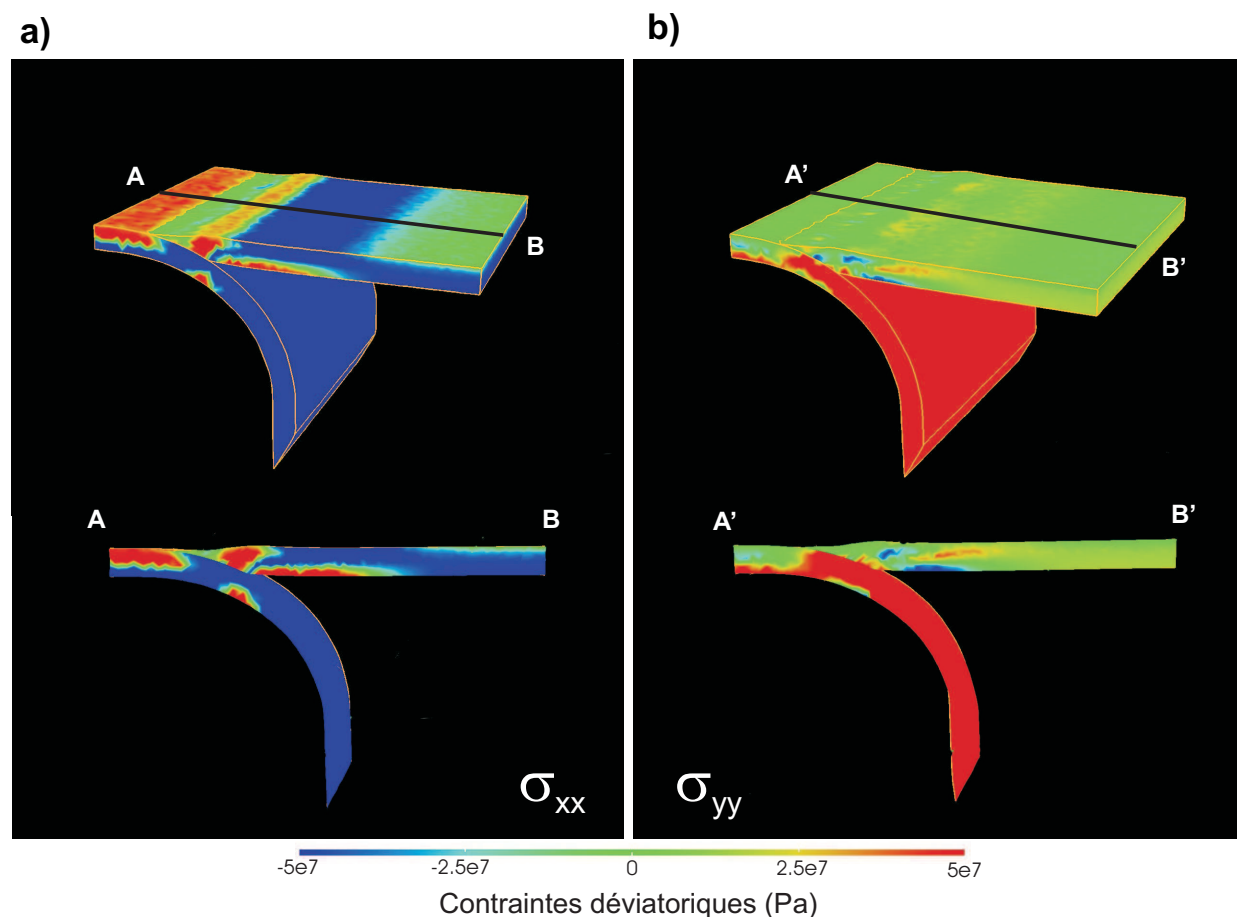 a)
b)
A
B
A'
B'
A
B
A'
B'
σxx
σyy
-5e7
-2.5e7
0
2.5e7
5e7
Contraintes déviatoriques (Pa)